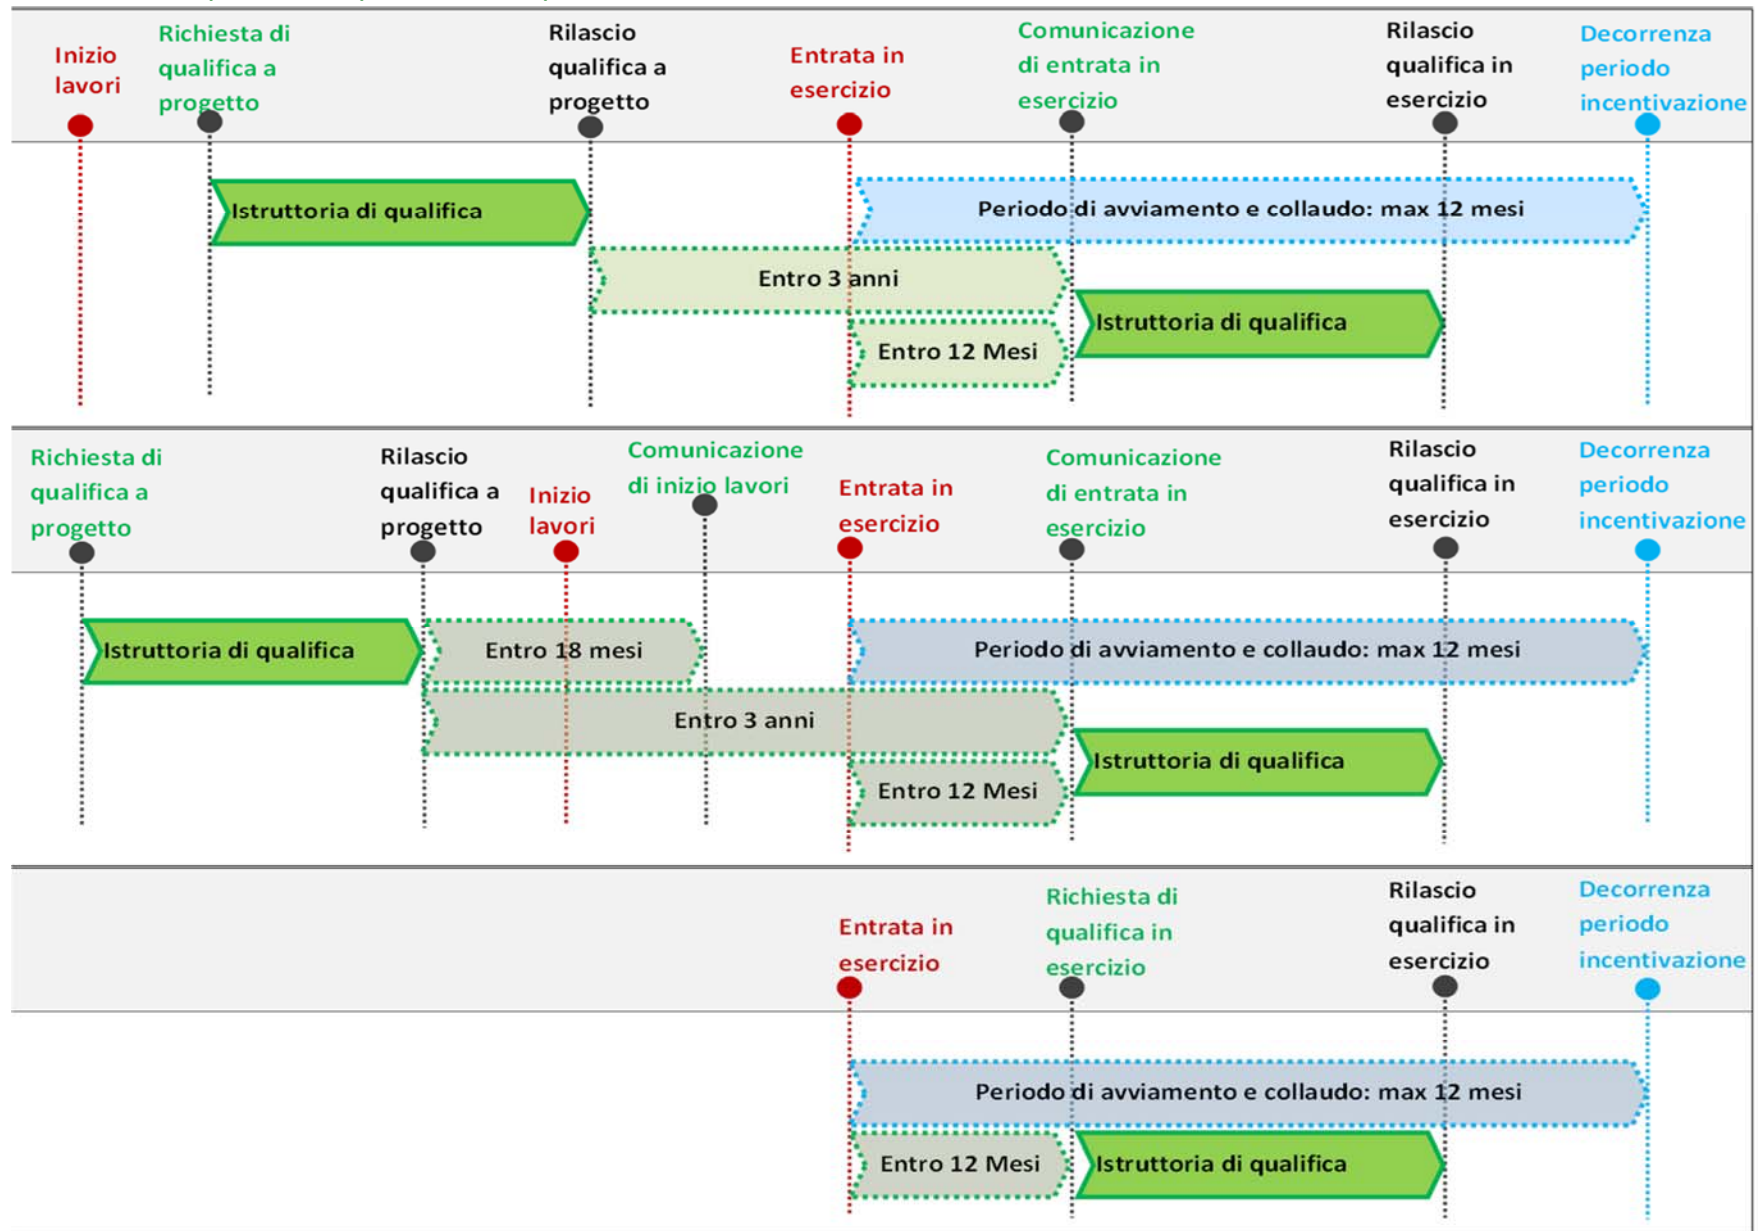 Inizio
lavori
Richiesta di
qualifica a
progetto
Rilascio
qualifica a
progetto
Entrata in
esercizio
Comunicazione
di entrata in
esercizio
Rilascio
qualifica in
esercizio
Decorrenza
periodo
incentivazione
Istruttoria di qualifica
Periodo di avviamento e collaudo: max 12 mesi
Entro 3 anni
Istruttoria di qualifica
Entro 12 Mesi
Richiesta di
qualifica a
progetto
Rilascio
qualifica a
progetto
Inizio
lavori
Comunicazione
di inizio lavori
Entrata in
esercizio
Comunicazione
di entrata in
esercizio
Rilascio
qualifica in
esercizio
Decorrenza
periodo
incentivazione
Istruttoria di qualifica
Entro 18 mesi
Periodo di avviamento e collaudo: max 12 mesi
Entro 3 anni
Istruttoria di qualifica
Entro 12 Mesi
Entrata in
esercizio
Richiesta di
qualifica in
esercizio
Rilascio
qualifica in
esercizio
Decorrenza
periodo
incentivazione
Periodo di avviamento e collaudo: max 12 mesi
Entro 12 Mesi
Istruttoria di qualifica